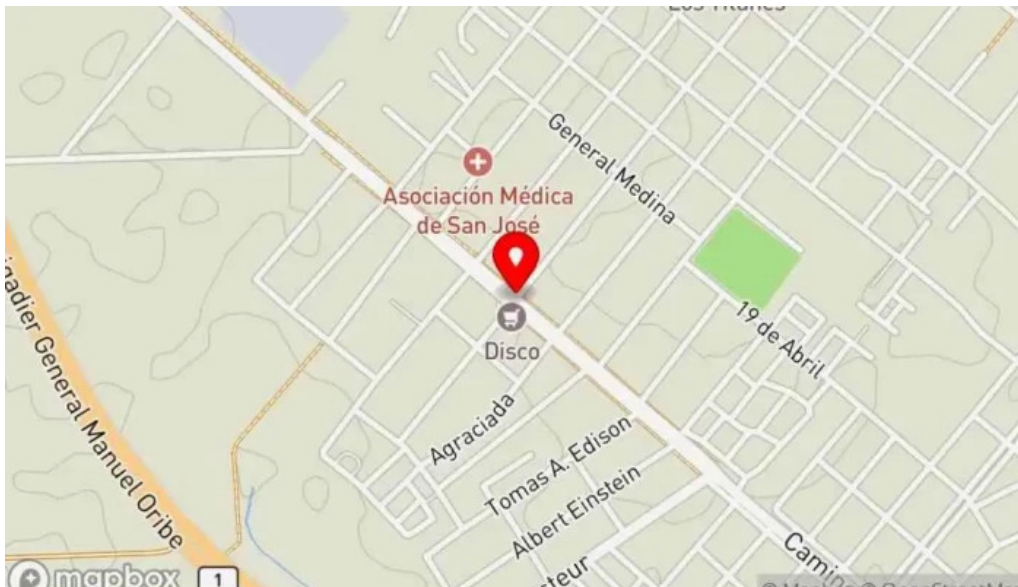 General Medina
Asociación Médica
de San José
19 de Abril
Disco
Agraciada
Tomas A. Edison
Albert Einstein
General Manuel Oribe
mapbox
1